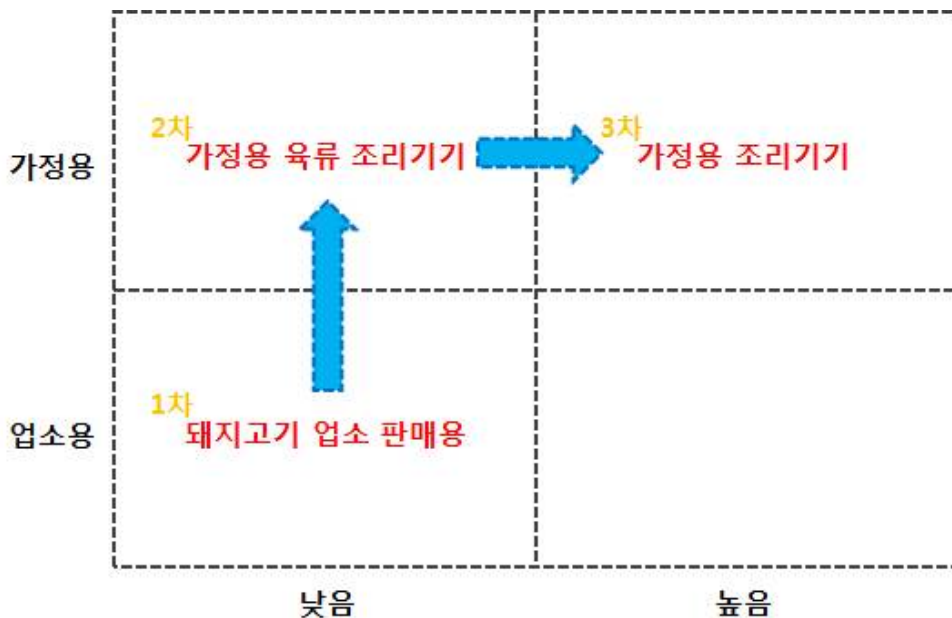 2차
3차
가정용 육류 조리기기
가정용 조리기기
가정용
1차
돼지고기 업소 판매용
업소용
낮음
높음